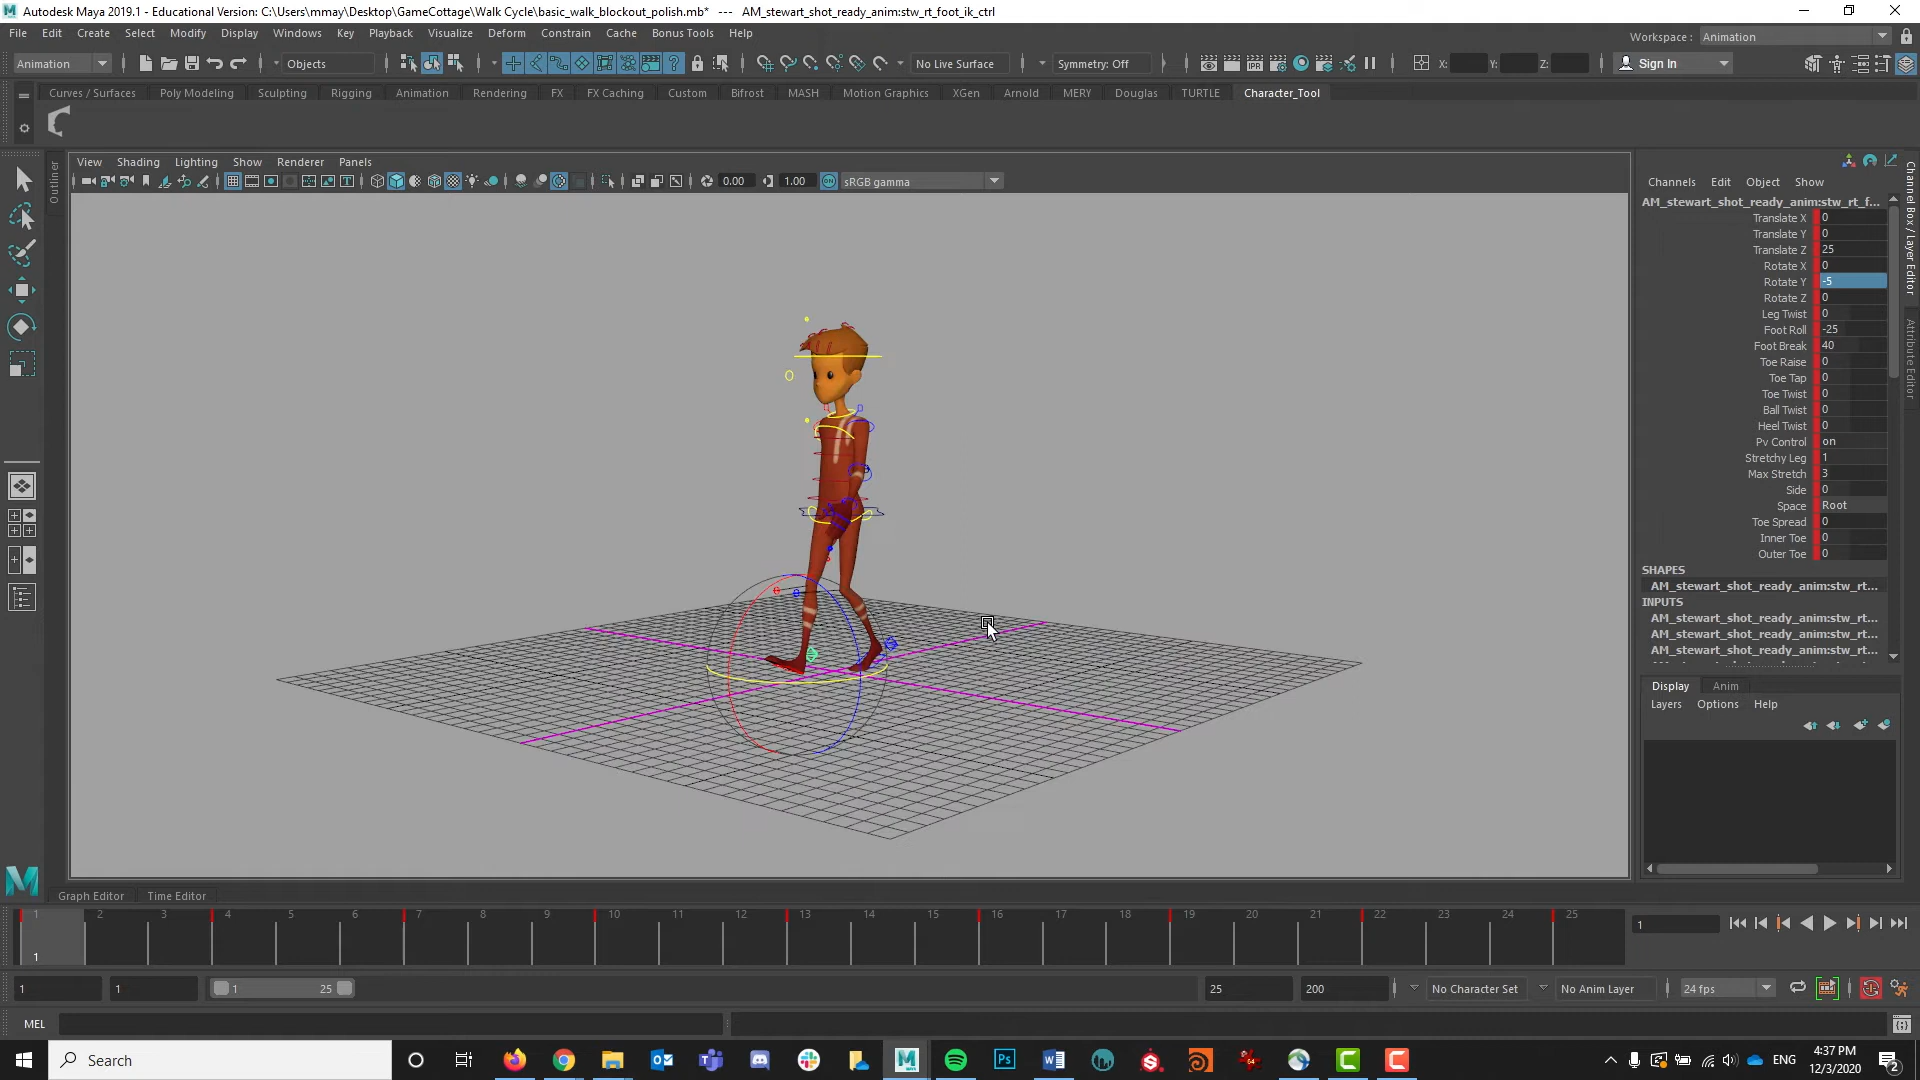 Autodesk Maya 2019.1 - Educational Version: C:\Users\mmay\Desktop\GameCottage\Walk Cycle\basic_walk_blockout_polish.mb* --- AM_stewart_shot_ready_anim:stw_rt_foot_ik_ctrl
File Edit Create Select Modify Display Windows Key Playback Visualize Deform Constrain Cache Bonus Tools Help
Workspace : Animation
Animation Objects No Live Surface Symmetry: Off X: Y: Z: Sign In
Curves / Surfaces Poly Modeling Sculpting Rigging Animation Rendering FX FX Caching Custom Bifrost MASH Motion Graphics XGen Arnold MERY Douglas TURTLE Character_Tool
Outliner
View Shading Lighting Show Renderer Panels
0.00 1.00 ON sRGB gamma
Channels Edit Object Show
AM_stewart_shot_ready_anim:stw_rt_f...
Translate X 0
Translate Y 0
Translate Z 25
Rotate X 0
Rotate Y -5
Rotate Z 0
Leg Twist 0
Foot Roll -25
Foot Break 40
Toe Raise 0
Toe Tap 0
Toe Twist 0
Ball Twist 0
Heel Twist 0
Pv Control on
Stretchy Leg 1
Max Stretch 3
Side 0
Space Root
Toe Spread 0
Inner Toe 0
Outer Toe 0
SHAPES
AM_stewart_shot_ready_anim:stw_rt...
INPUTS
AM_stewart_shot_ready_anim:stw_rt...
AM_stewart_shot_ready_anim:stw_rt...
AM_stewart_shot_ready_anim:stw_rt...
Channel Box / Layer Editor
Attribute Editor
Display Anim
Layers Options Help
Graph Editor Time Editor
1 2 3 4 5 6 7 8 9 10 11 12 13 14 15 16 17 18 19 20 21 22 23 24 25
1
1
1 1 1 25 25 200 No Character Set No Anim Layer 24 fps
MEL
Search
Ps
ENG
4:37 PM
12/3/2020
2